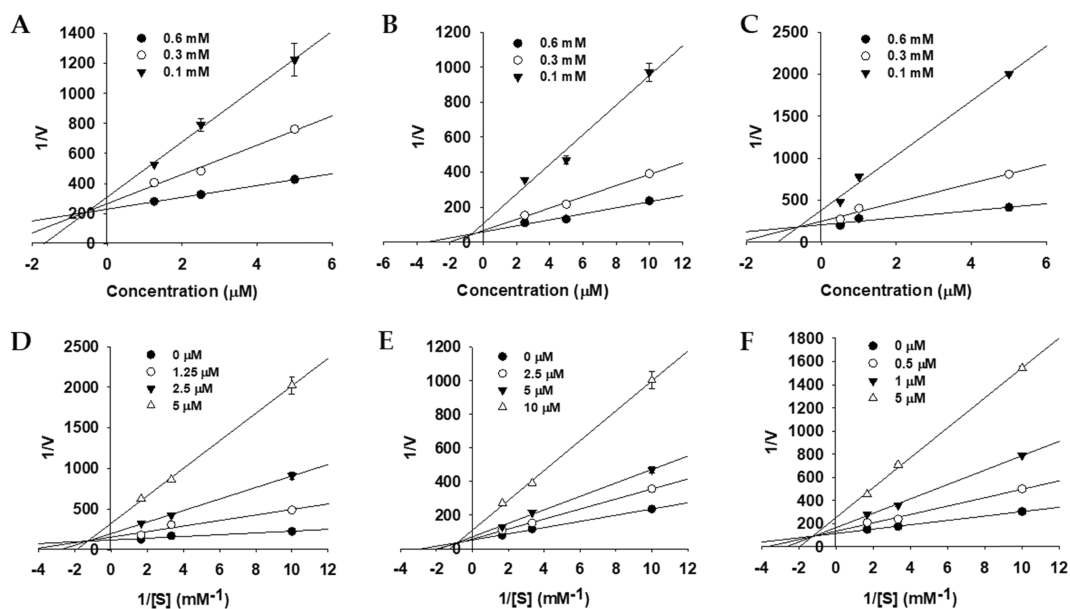 A
0.6 mM
0.3 mM
0.1 mM
1/V
1400
1200
1000
800
600
400
200
0
-2 0 2 4 6
Concentration (μM)
B
0.6 mM
0.3 mM
0.1 mM
1/V
1200
1000
800
600
400
200
0
-6 -4 -2 0 2 4 6 8 10 12
Concentration (μM)
C
0.6 mM
0.3 mM
0.1 mM
1/V
2500
2000
1500
1000
500
0
-2 0 2 4 6
Concentration (μM)
D
0 μM
1.25 μM
2.5 μM
5 μM
1/V
2500
2000
1500
1000
500
0
-4 -2 0 2 4 6 8 10 12
1/[S] (mM-1)
E
0 μM
2.5 μM
5 μM
10 μM
1/V
1200
1000
800
600
400
200
0
-4 -2 0 2 4 6 8 10 12
1/[S] (mM-1)
F
0 μM
0.5 μM
1 μM
5 μM
1/V
1800
1600
1400
1200
1000
800
600
400
200
0
-4 -2 0 2 4 6 8 10 12
1/[S] (mM-1)